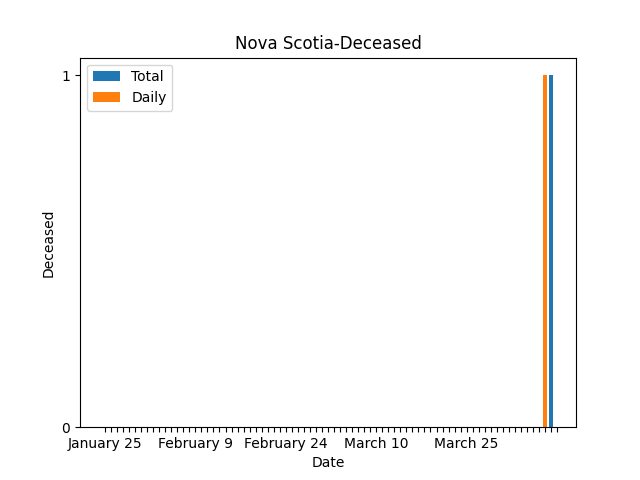 Nova Scotia-Deceased
Total
Daily
1
Deceased
0
January 25 February 9 February 24 March 10 March 25
Date